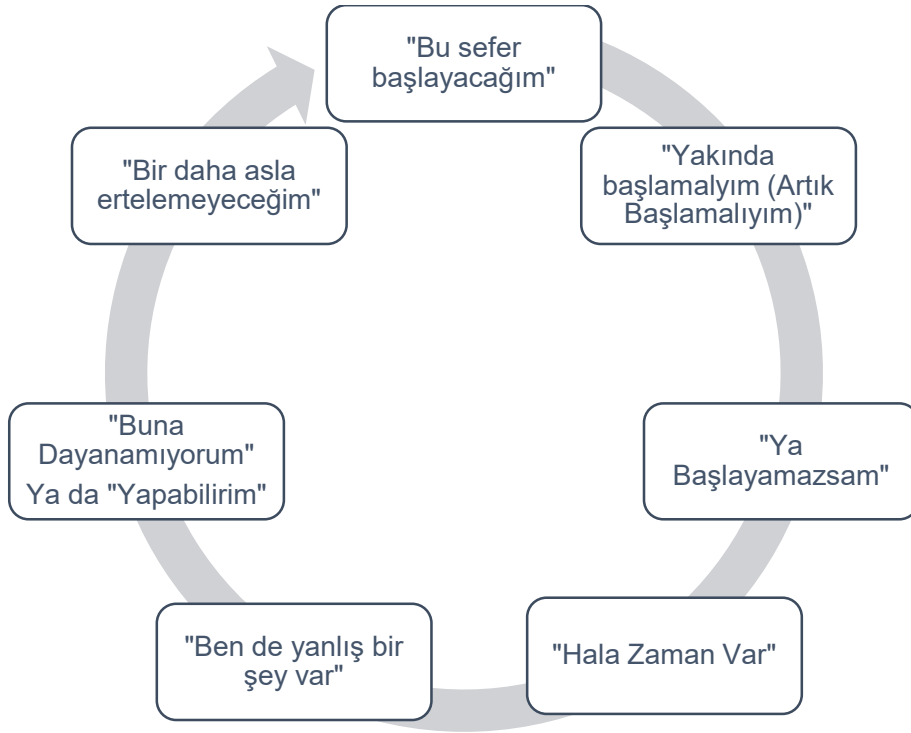 "Bu sefer
başlayacağım"
"Yakında
başlamalyım (Artık
Başlamalıyım)"
"Ya
Başlayamazsam"
"Hala Zaman Var"
"Ben de yanlış bir
şey var"
"Buna
Dayanamıyorum"
Ya da "Yapabilirim"
"Bir daha asla
ertelemeyeceğim"